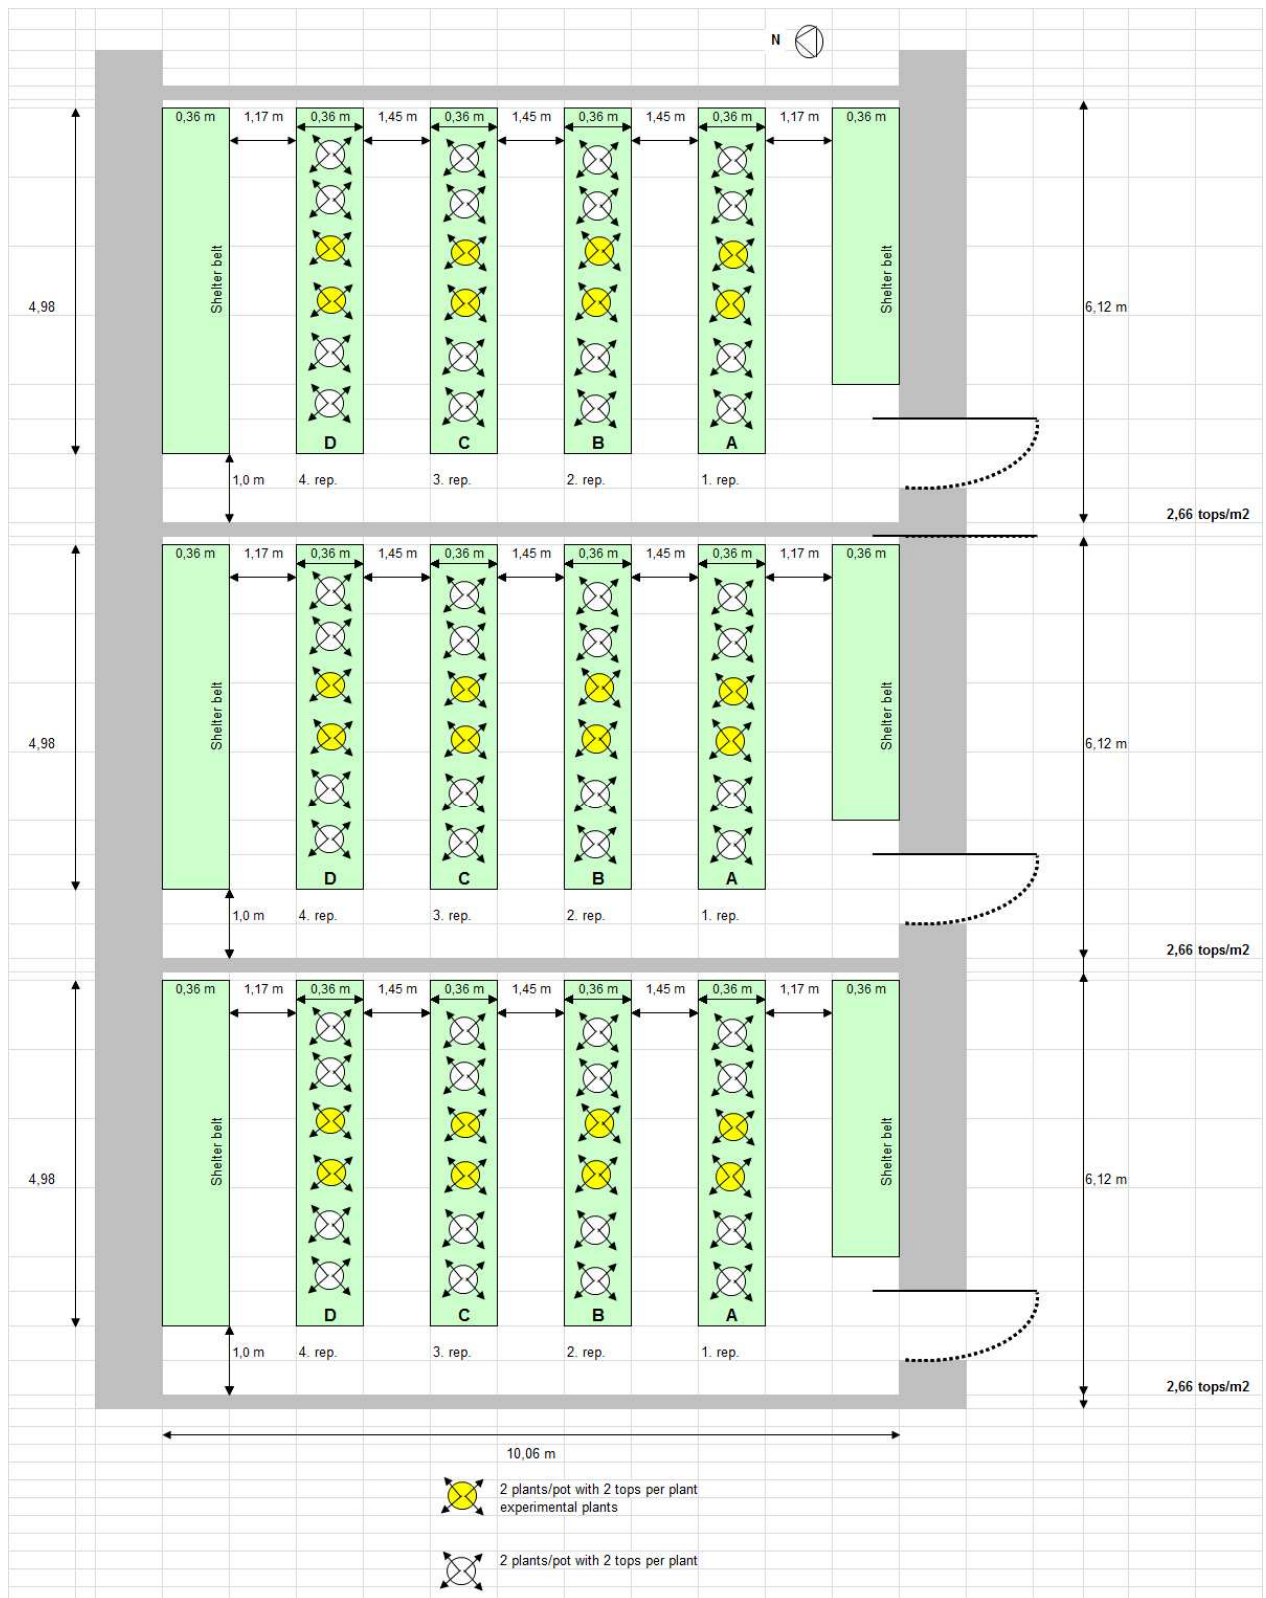 N
0,36 m 1,17 m 0,36 m 1,45 m 0,36 m 1,45 m 0,36 m 1,45 m 0,36 m 1,17 m 0,36 m
Shelter belt
Shelter belt
4,98
6,12 m
D C B A
1,0 m 4. rep. 3. rep. 2. rep. 1. rep.
2,66 tops/m2
0,36 m 1,17 m 0,36 m 1,45 m 0,36 m 1,45 m 0,36 m 1,45 m 0,36 m 1,17 m 0,36 m
Shelter belt
Shelter belt
4,98
6,12 m
D C B A
1,0 m 4. rep. 3. rep. 2. rep. 1. rep.
2,66 tops/m2
0,36 m 1,17 m 0,36 m 1,45 m 0,36 m 1,45 m 0,36 m 1,45 m 0,36 m 1,17 m 0,36 m
Shelter belt
Shelter belt
4,98
6,12 m
D C B A
1,0 m 4. rep. 3. rep. 2. rep. 1. rep.
2,66 tops/m2
10,06 m
2 plants/pot with 2 tops per plant
experimental plants
2 plants/pot with 2 tops per plant